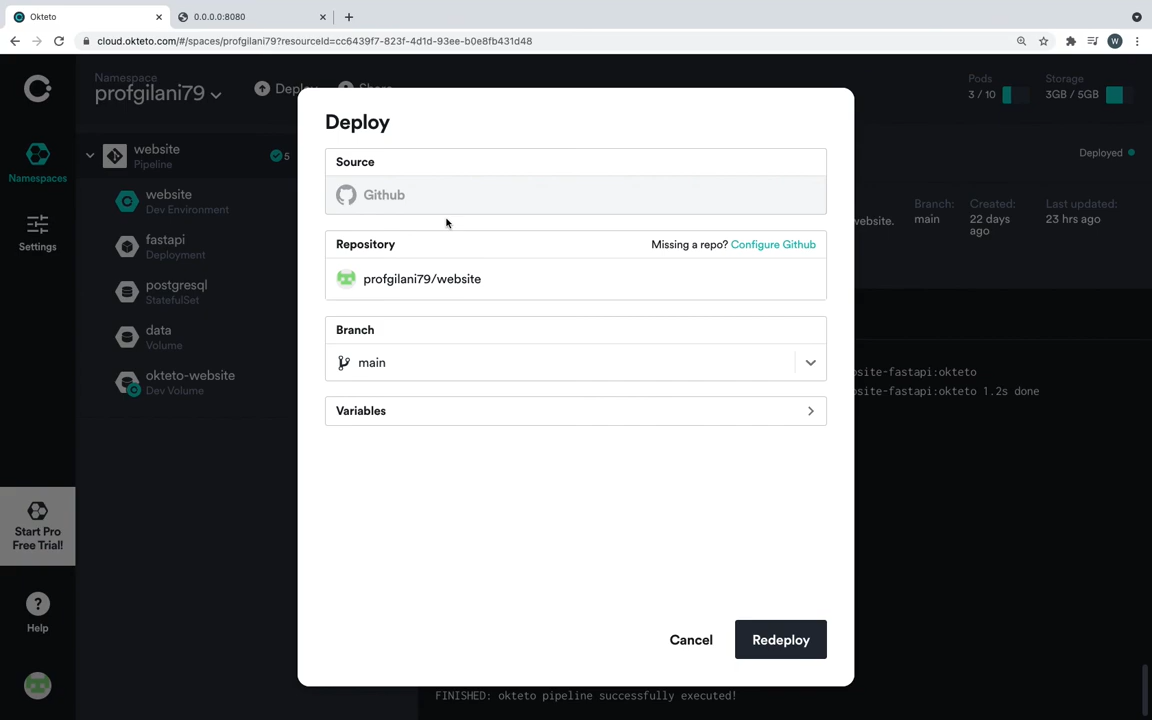 Okteto
0.0.0.0:8080
cloud.okteto.com/#/spaces/profgilani79?resourceId=cc6439f7-823f-4d1d-93ee-b0e8fb431d48
W
Namespace
profgilani79
Deploy
Share
Pods
3 / 10
Storage
3GB / 5GB
Namespaces
Settings
Start Pro
Free Trial!
?
Help
website
Pipeline
5
website
Dev Environment
fastapi
Deployment
postgresql
StatefulSet
data
Volume
okteto-website
Dev Volume
Deploy
Source
Github
Repository
Missing a repo? Configure Github
profgilani79/website
Branch
main
Variables
Cancel
Redeploy
Deployed
website.
Branch:
main
Created:
22 days
ago
Last updated:
23 hrs ago
site-fastapi:okteto
bsite-fastapi:okteto 1.2s done
FINISHED: okteto pipeline successfully executed!